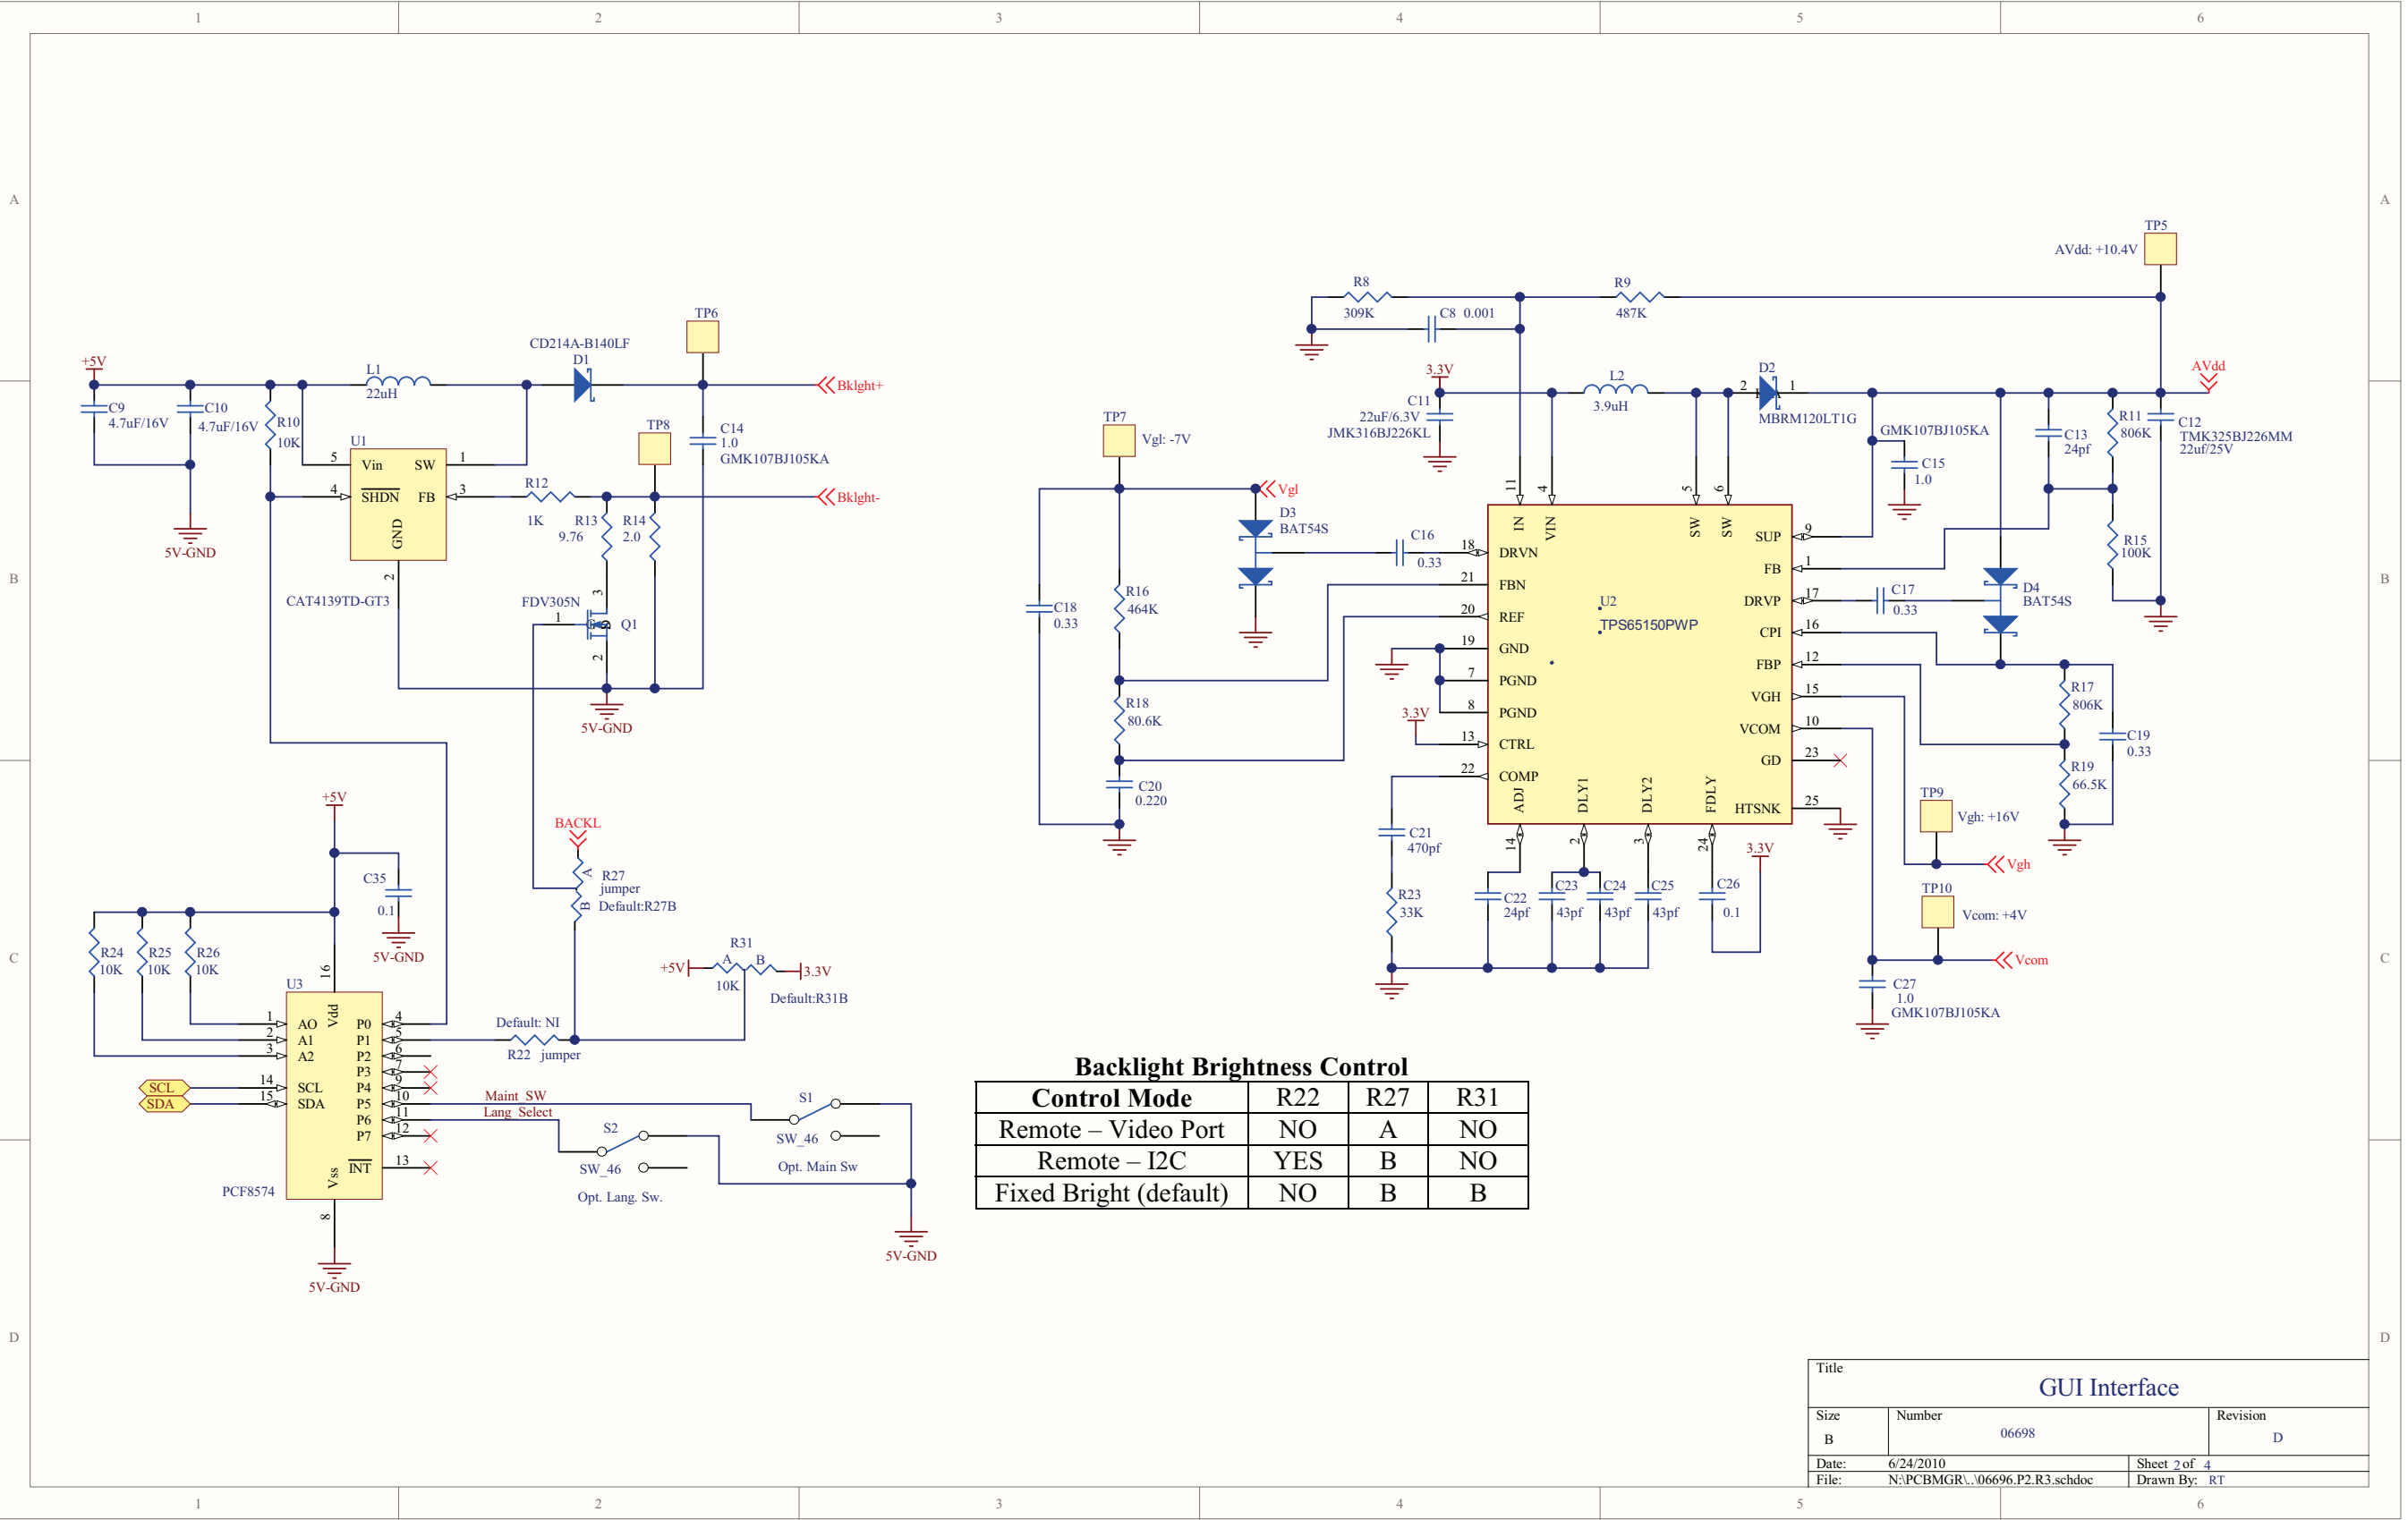 1 2 3 4 5 6
A A
TP5
AVdd: +10.4V
R8
309K
R9
487K
C8 0.001
TP6
CD214A-B140LF
D1
+5V
L1
22uH
Bklght+
C9
4.7uF/16V
C10
4.7uF/16V
R10
10K
TP8
C14
1.0
GMK107BJ105KA
U1
5 Vin SW 1
4 SHDN FB 3
GND
2
CAT4139TD-GT3
R12
1K
Bklght-
R13
9.76
R14
2.0
5V-GND
FDV305N
3
1
Q1
2
5V-GND
3.3V
C11
22uF/6.3V
JMK316BJ226KL
L2
3.9uH
D2
2 1
MBRM120LT1G
AVdd
TP7
Vgl: -7V
Vgl
D3
BAT54S
C16
0.33
R16
464K
C18
0.33
R18
80.6K
C20
0.220
GMK107BJ105KA
C15
1.0
C13
24pf
R11
806K
C12
TMK325BJ226MM
22uf/25V
R15
100K
11 IN
4 VIN
5 SW
6 SW
U2
TPS65150PWP
18 DRVN
21 FBN
20 REF
19 GND
7 PGND
8 PGND
13 CTRL
22 COMP
SUP 9
FB 1
DRVP 17
CPI 16
FBP 12
VGH 15
VCOM 10
GD 23
HTSNK 25
ADJ 14
DLY1 2
DLY2 3
FDLY 24
C17
0.33
D4
BAT54S
R17
806K
C19
0.33
R19
66.5K
3.3V
3.3V
B B
TP9
Vgh: +16V
Vgh
TP10
Vcom: +4V
Vcom
C21
470pf
R23
33K
C22
24pf
C23
43pf
C24
43pf
C25
43pf
C26
0.1
C27
1.0
GMK107BJ105KA
+5V
C35
0.1
5V-GND
BACKL
A
R27
jumper
Default:R27B
B
R24
10K
R25
10K
R26
10K
R31
+5V A B 3.3V
10K
Default:R31B
C C
U3
16
Vdd
1 AO P0 4
2 A1 P1 5
3 A2 P2 6
P3 7
14 SCL P4 9
15 SDA P5 10
P6 11
P7 12
INT 13
Vss
8
PCF8574
SCL
SDA
5V-GND
Default: NI
R22 jumper
Maint_SW
Lang_Select
S1
SW_46
Opt. Main Sw
S2
SW_46
Opt. Lang. Sw.
5V-GND
Backlight Brightness Control
Control Mode R22 R27 R31
Remote – Video Port NO A NO
Remote – I2C YES B NO
Fixed Bright (default) NO B B
D D
Title
GUI Interface
Size Number Revision
B 06698 D
Date: 6/24/2010 Sheet 2 of 4
File: N:\PCBMGR\..\06696.P2.R3.schdoc Drawn By: RT
1 2 3 4 5 6